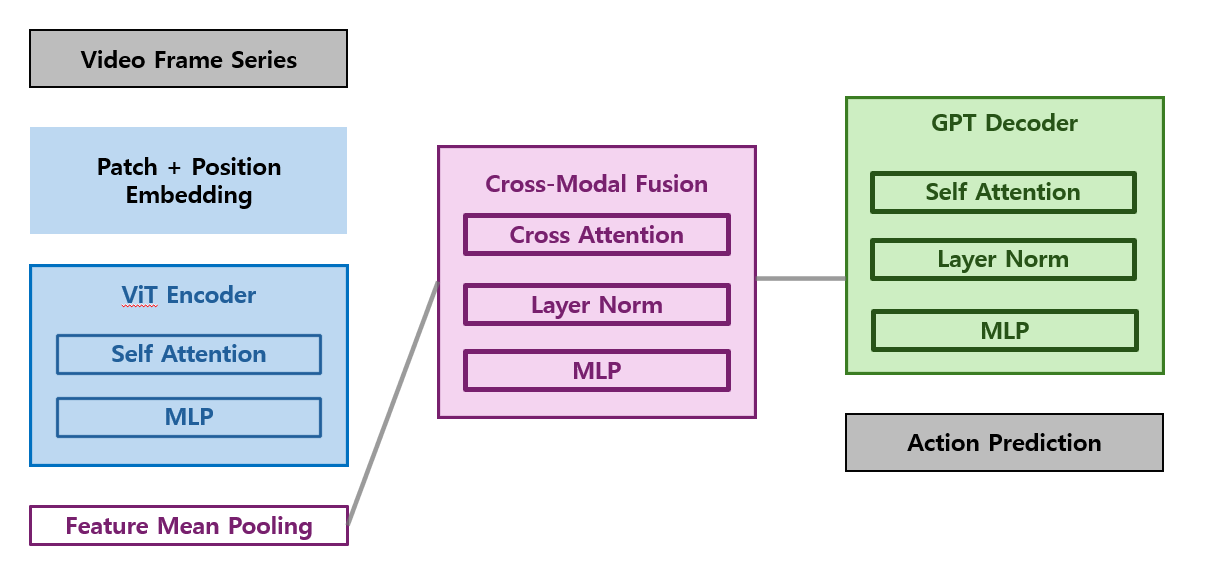 Video Frame Series
Patch + Position
Embedding
ViT Encoder
Self Attention
MLP
Feature Mean Pooling
Cross-Modal Fusion
Cross Attention
Layer Norm
MLP
GPT Decoder
Self Attention
Layer Norm
MLP
Action Prediction